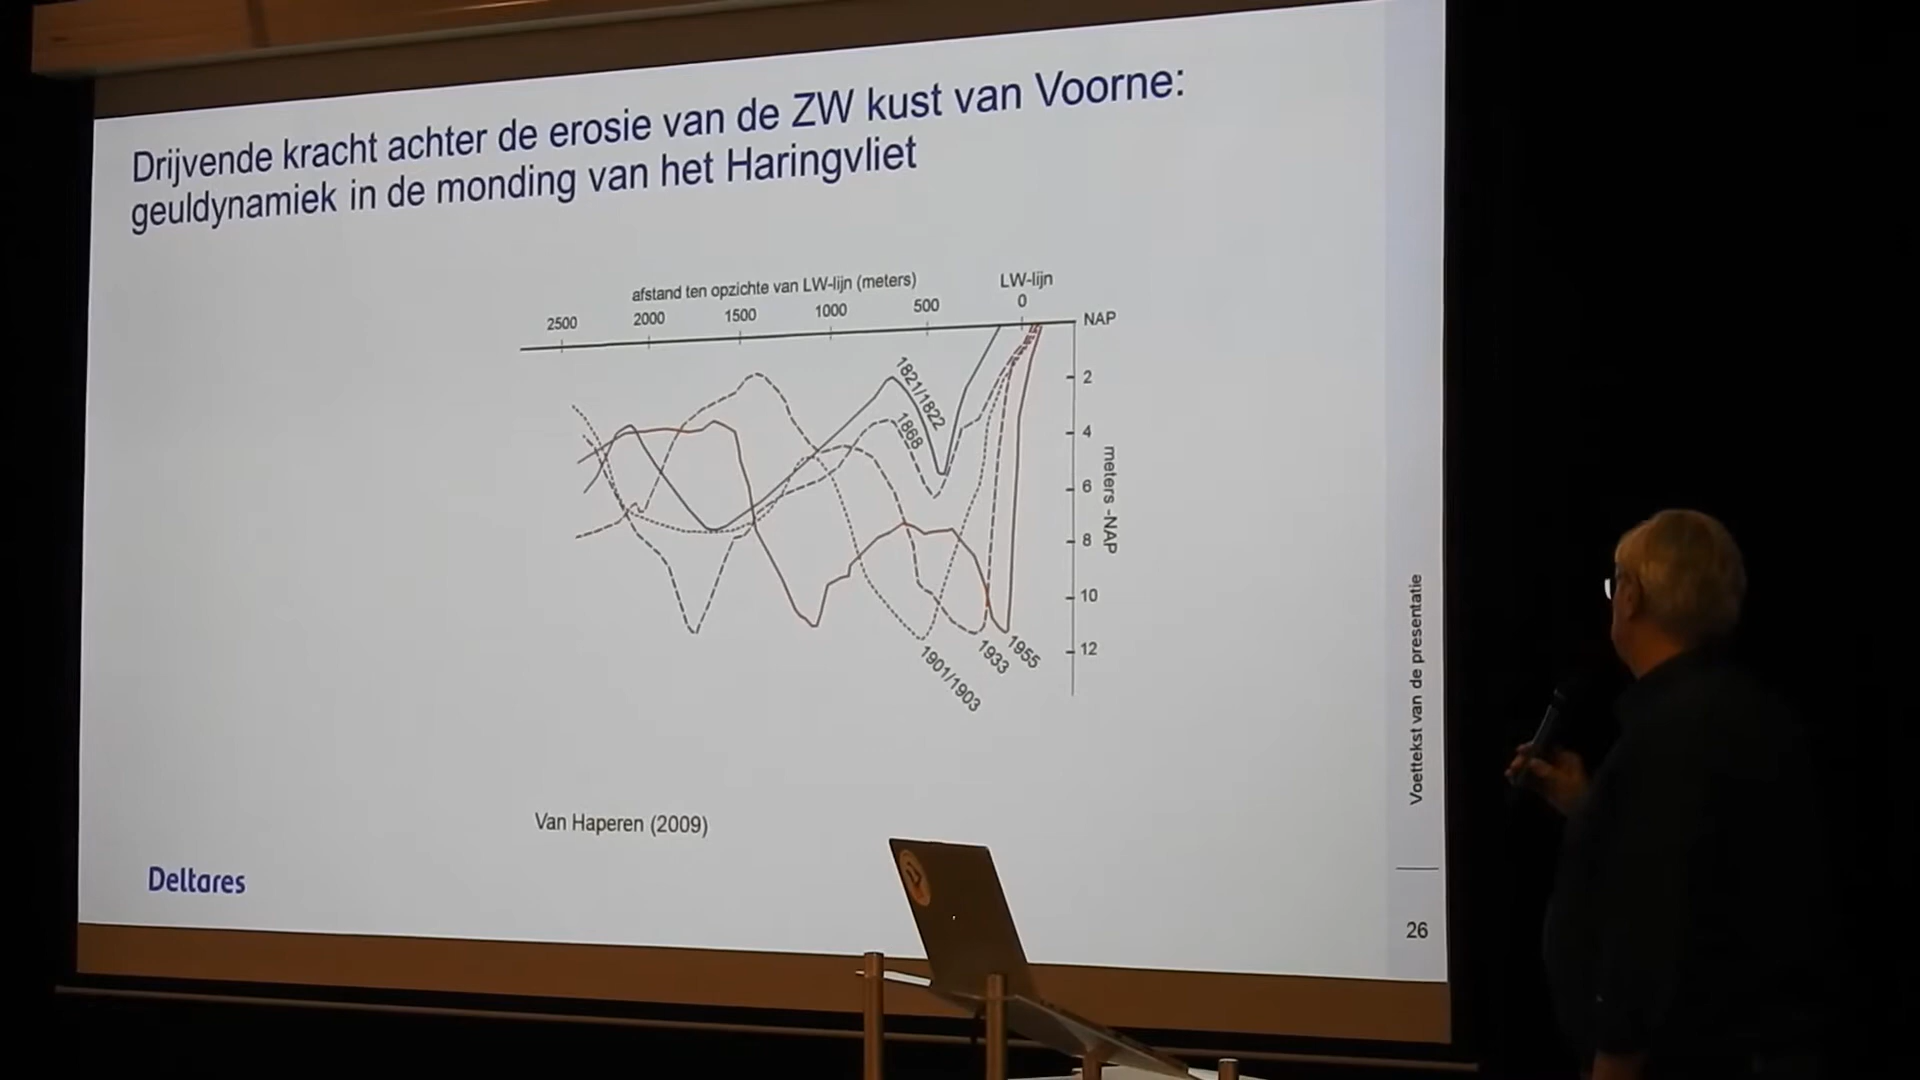 Drijvende kracht achter de erosie van de ZW kust van Voorne:
geuldynamiek in de monding van het Haringvliet
afstand ten opzichte van LW-lijn (meters)
LW-lijn
2500 2000 1500 1000 500 0
NAP
2
4
6
8
10
12
meters -NAP
1821/1822
1868
1901/1903
1933
1955
Van Haperen (2009)
Deltares
Voettekst van de presentatie
26